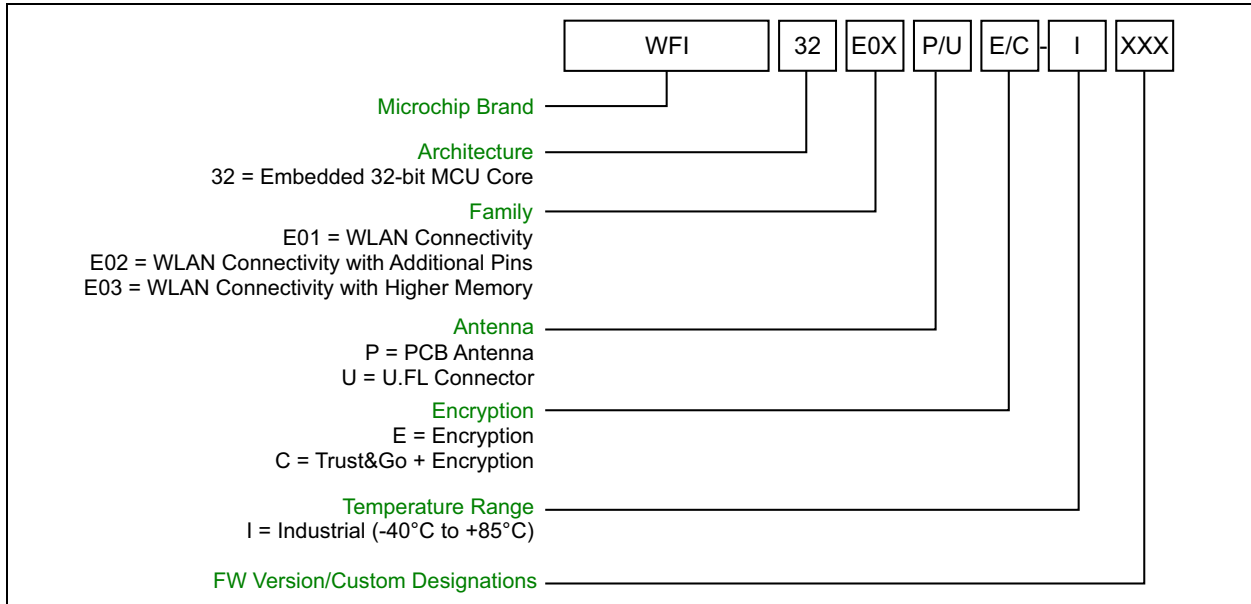 WFI 32 E0X P/U E/C - I XXX
Microchip Brand
Architecture
32 = Embedded 32-bit MCU Core
Family
E01 = WLAN Connectivity
E02 = WLAN Connectivity with Additional Pins
E03 = WLAN Connectivity with Higher Memory
Antenna
P = PCB Antenna
U = U.FL Connector
Encryption
E = Encryption
C = Trust&Go + Encryption
Temperature Range
I = Industrial (-40°C to +85°C)
FW Version/Custom Designations